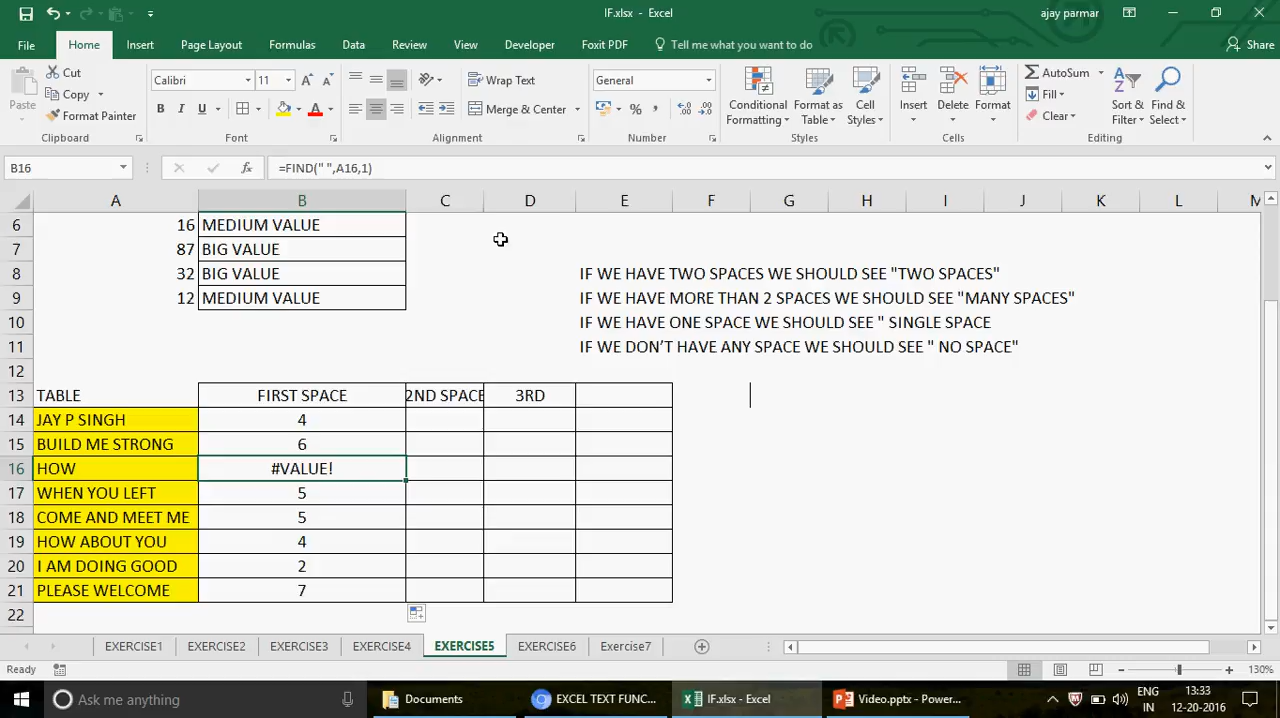 IF.xlsx - Excel
ajay parmar
File Home Insert Page Layout Formulas Data Review View Developer Foxit PDF Tell me what you want to do Share
Paste
Cut
Copy
Format Painter
Clipboard
Calibri 11
B I U
Font
Wrap Text
Merge & Center
Alignment
General
Number
Conditional Formatting
Format as Table
Cell Styles
Styles
Insert Delete Format
Cells
AutoSum
Fill
Clear
Sort & Filter
Find & Select
Editing
B16 =FIND(" ",A16,1)
A B C D E F G H I J K L M
6 16 MEDIUM VALUE
7 87 BIG VALUE
8 32 BIG VALUE IF WE HAVE TWO SPACES WE SHOULD SEE "TWO SPACES"
9 12 MEDIUM VALUE IF WE HAVE MORE THAN 2 SPACES WE SHOULD SEE "MANY SPACES"
10 IF WE HAVE ONE SPACE WE SHOULD SEE " SINGLE SPACE
11 IF WE DON'T HAVE ANY SPACE WE SHOULD SEE " NO SPACE"
12
13 TABLE FIRST SPACE 2ND SPACE 3RD
14 JAY P SINGH 4
15 BUILD ME STRONG 6
16 HOW #VALUE!
17 WHEN YOU LEFT 5
18 COME AND MEET ME 5
19 HOW ABOUT YOU 4
20 I AM DOING GOOD 2
21 PLEASE WELCOME 7
22
EXERCISE1 EXERCISE2 EXERCISE3 EXERCISE4 EXERCISE5 EXERCISE6 Exercise7
Ready 130%
Ask me anything Documents EXCEL TEXT FUNC... IF.xlsx - Excel Video.pptx - Power... ENG 13:33
IN 12-20-2016